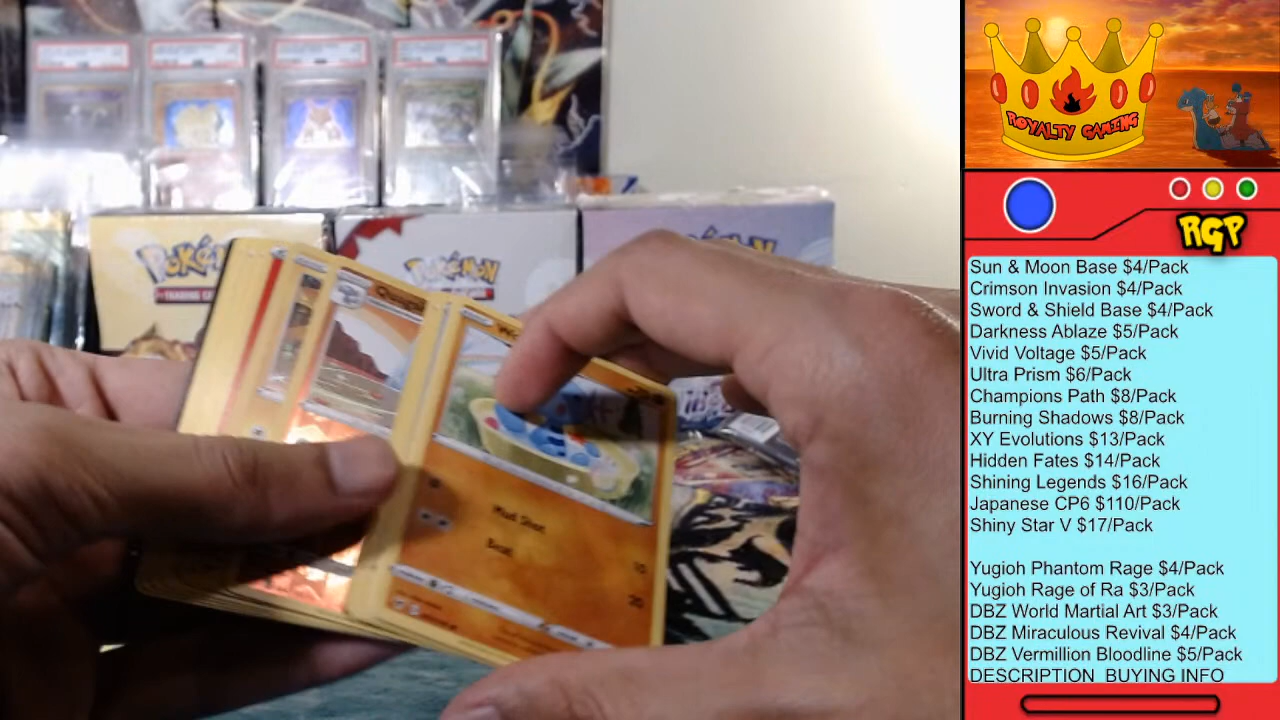 ROYALTY GAMING
RGP
Sun & Moon Base $4/Pack
Crimson Invasion $4/Pack
Sword & Shield Base $4/Pack
Darkness Ablaze $5/Pack
Vivid Voltage $5/Pack
Ultra Prism $6/Pack
Champions Path $8/Pack
Burning Shadows $8/Pack
XY Evolutions $13/Pack
Hidden Fates $14/Pack
Shining Legends $16/Pack
Japanese CP6 $110/Pack
Shiny Star V $17/Pack
Yugioh Phantom Rage $4/Pack
Yugioh Rage of Ra $3/Pack
DBZ World Martial Art $3/Pack
DBZ Miraculous Revival $4/Pack
DBZ Vermillion Bloodline $5/Pack
DESCRIPTION BUYING INFO
POKÉMON
Mud Shot
10
20